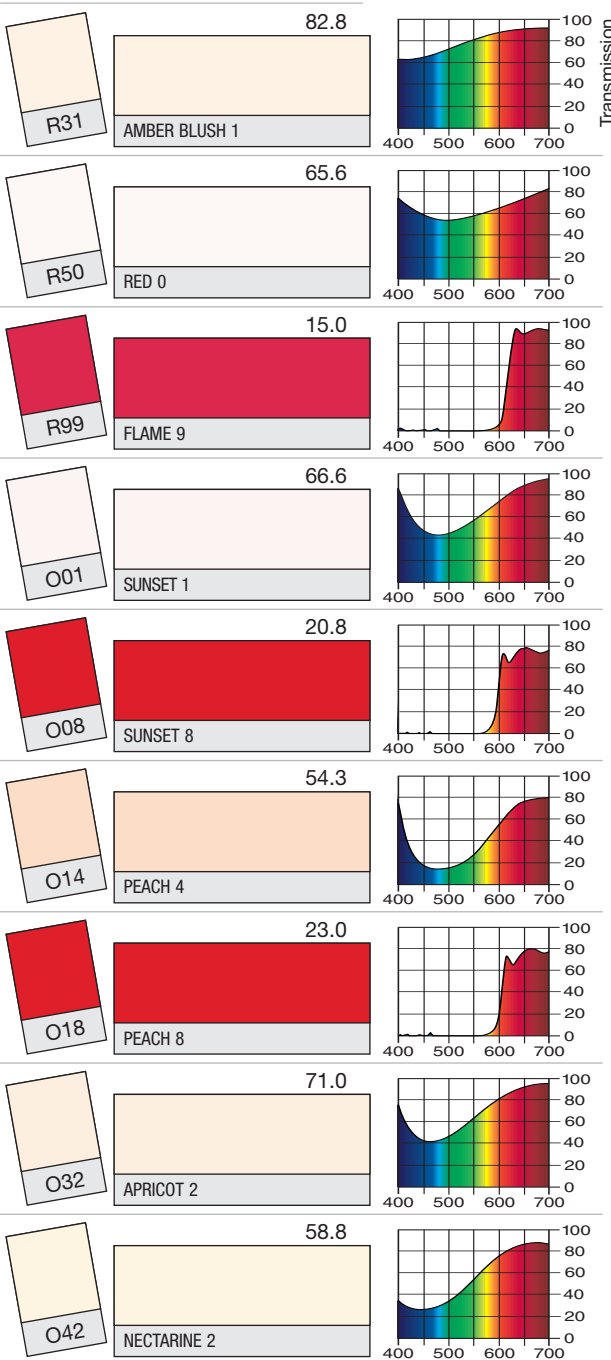 82.8
R31
AMBER BLUSH 1
100
80
60
40
20
0
Transmission
400 500 600 700
65.6
R50
RED 0
100
80
60
40
20
0
400 500 600 700
15.0
R99
FLAME 9
100
80
60
40
20
0
400 500 600 700
66.6
O01
SUNSET 1
100
80
60
40
20
0
400 500 600 700
20.8
O08
SUNSET 8
100
80
60
40
20
0
400 500 600 700
54.3
O14
PEACH 4
100
80
60
40
20
0
400 500 600 700
23.0
O18
PEACH 8
100
80
60
40
20
0
400 500 600 700
71.0
O32
APRICOT 2
100
80
60
40
20
0
400 500 600 700
58.8
O42
NECTARINE 2
100
80
60
40
20
0
400 500 600 700